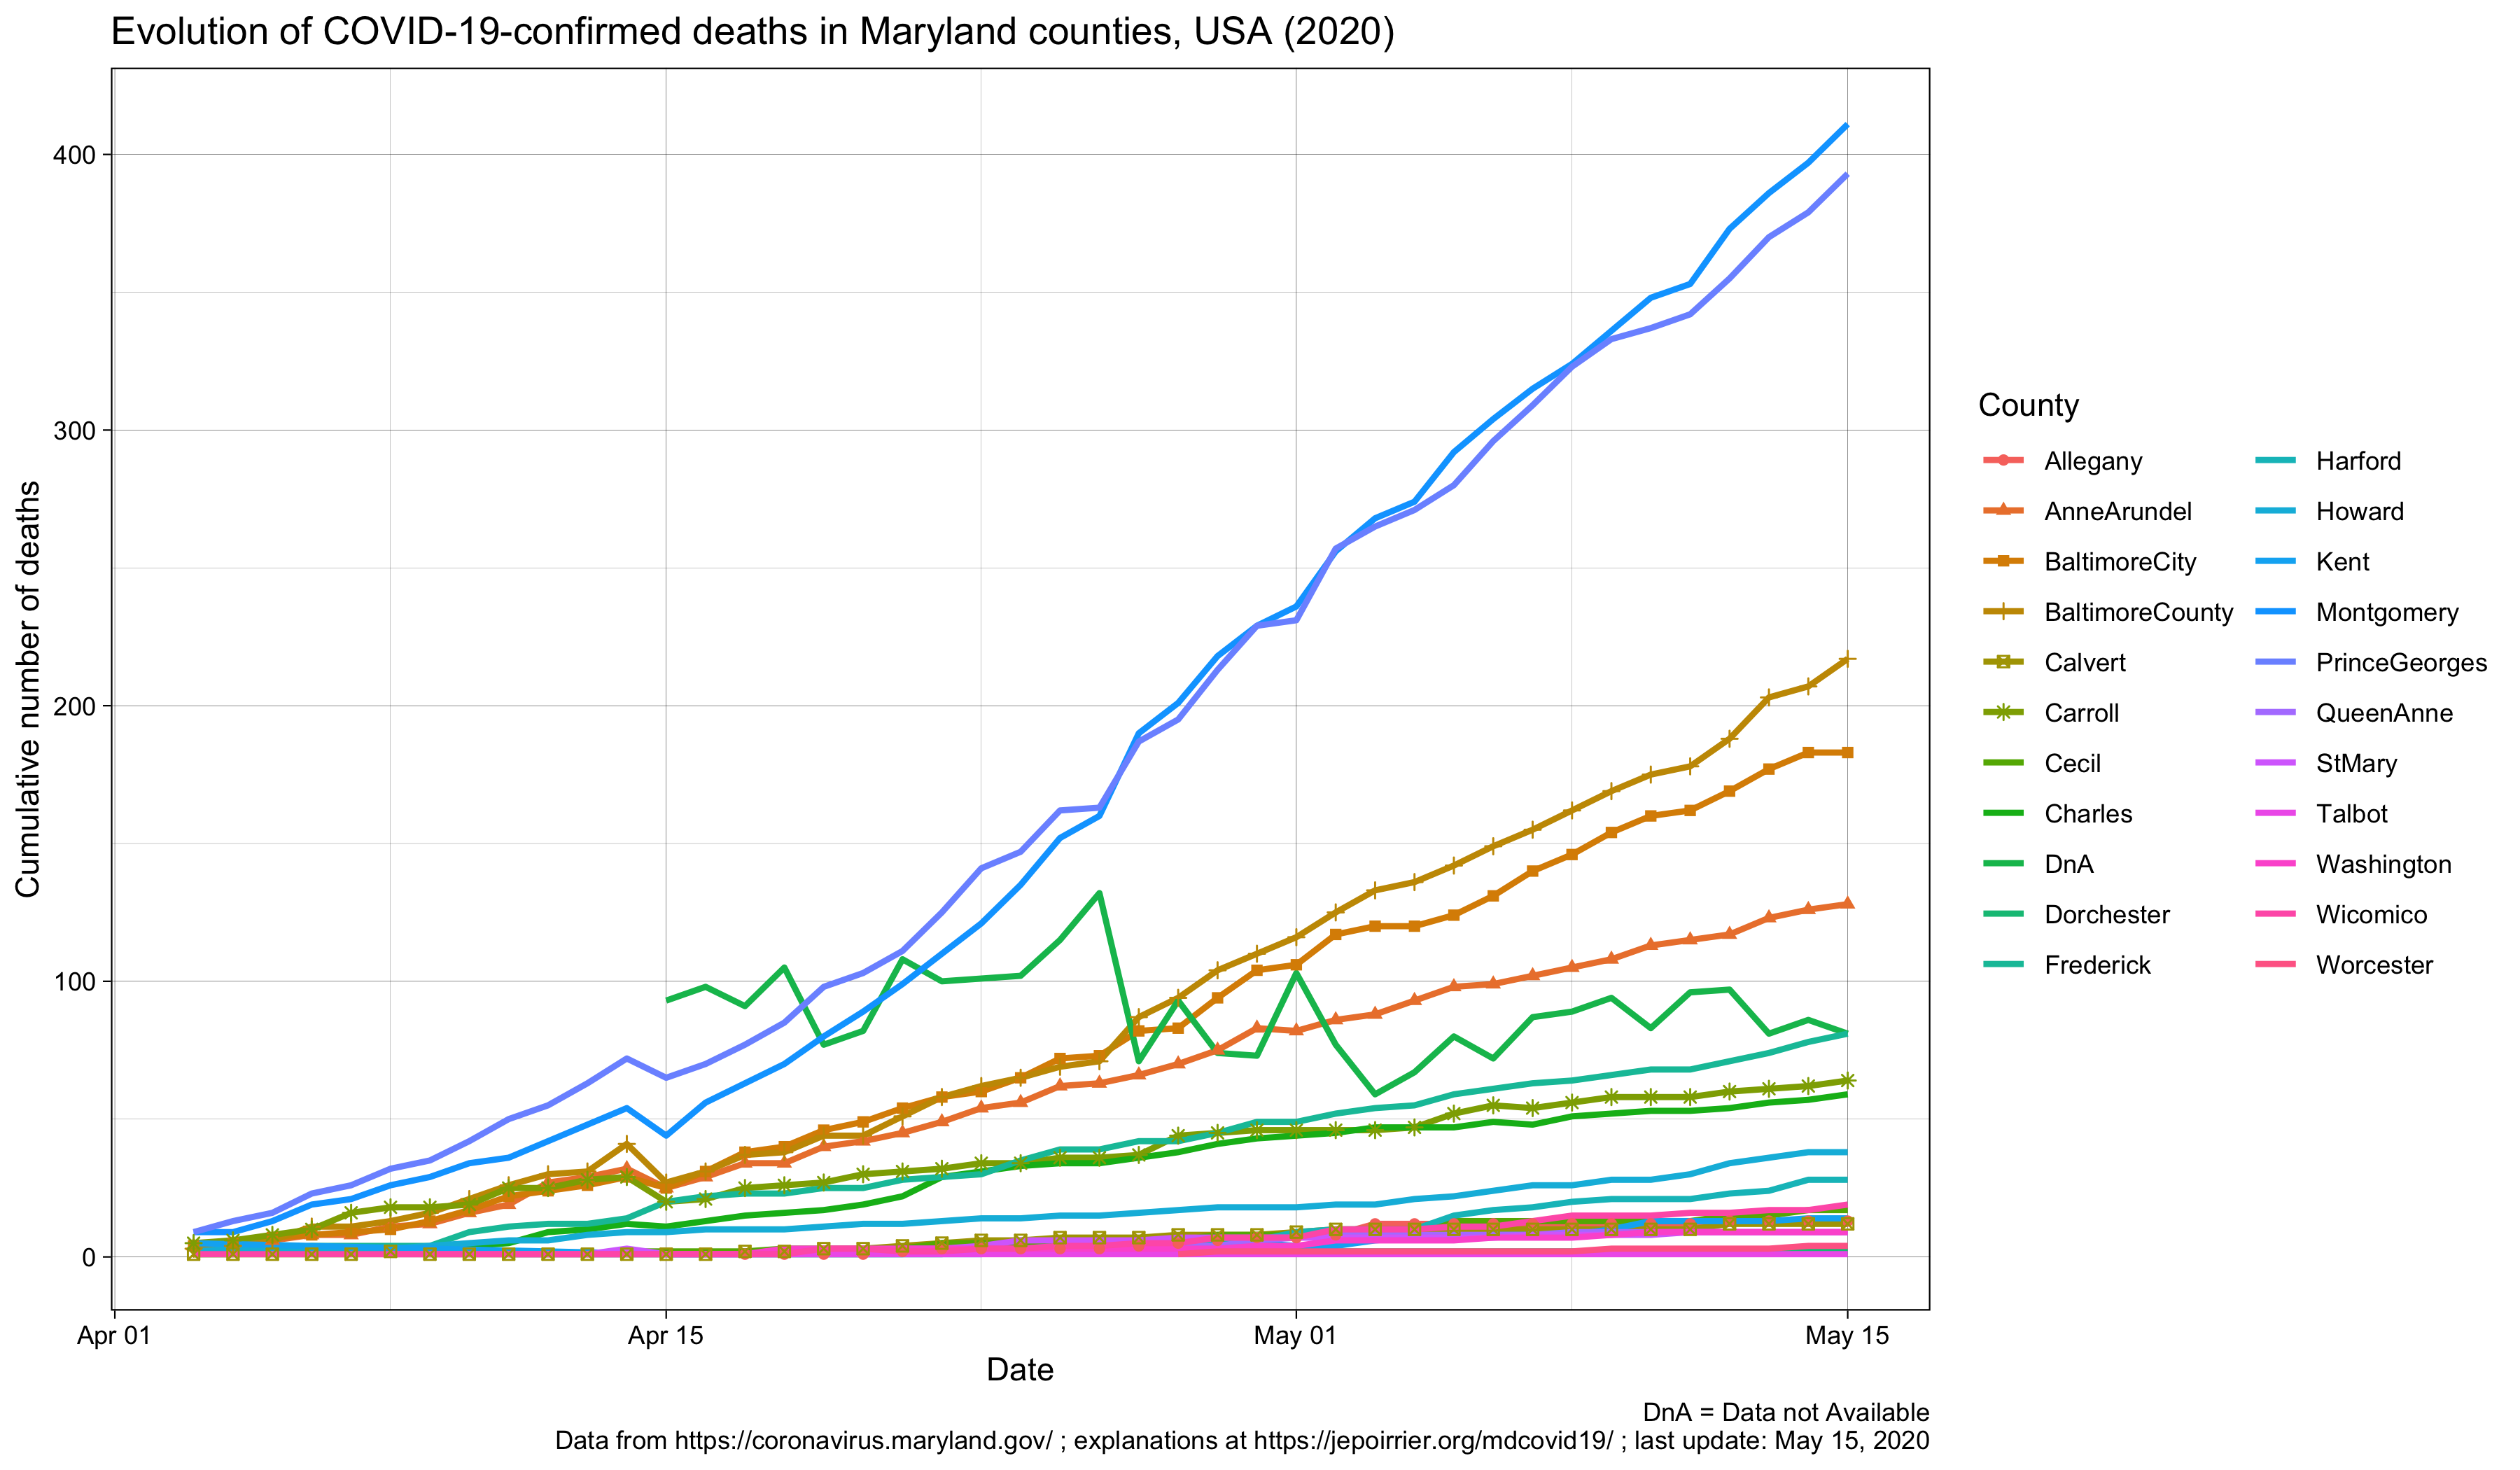 Evolution of COVID-19-confirmed deaths in Maryland counties, USA (2020)
Cumulative number of deaths
400
300
200
100
0
Apr 01
Apr 15
May 01
May 15
Date
County
Allegany
AnneArundel
BaltimoreCity
BaltimoreCounty
Calvert
Carroll
Cecil
Charles
DnA
Dorchester
Frederick
Harford
Howard
Kent
Montgomery
PrinceGeorges
QueenAnne
StMary
Talbot
Washington
Wicomico
Worcester
DnA = Data not Available
Data from https://coronavirus.maryland.gov/ ; explanations at https://jepoirrier.org/mdcovid19/ ; last update: May 15, 2020